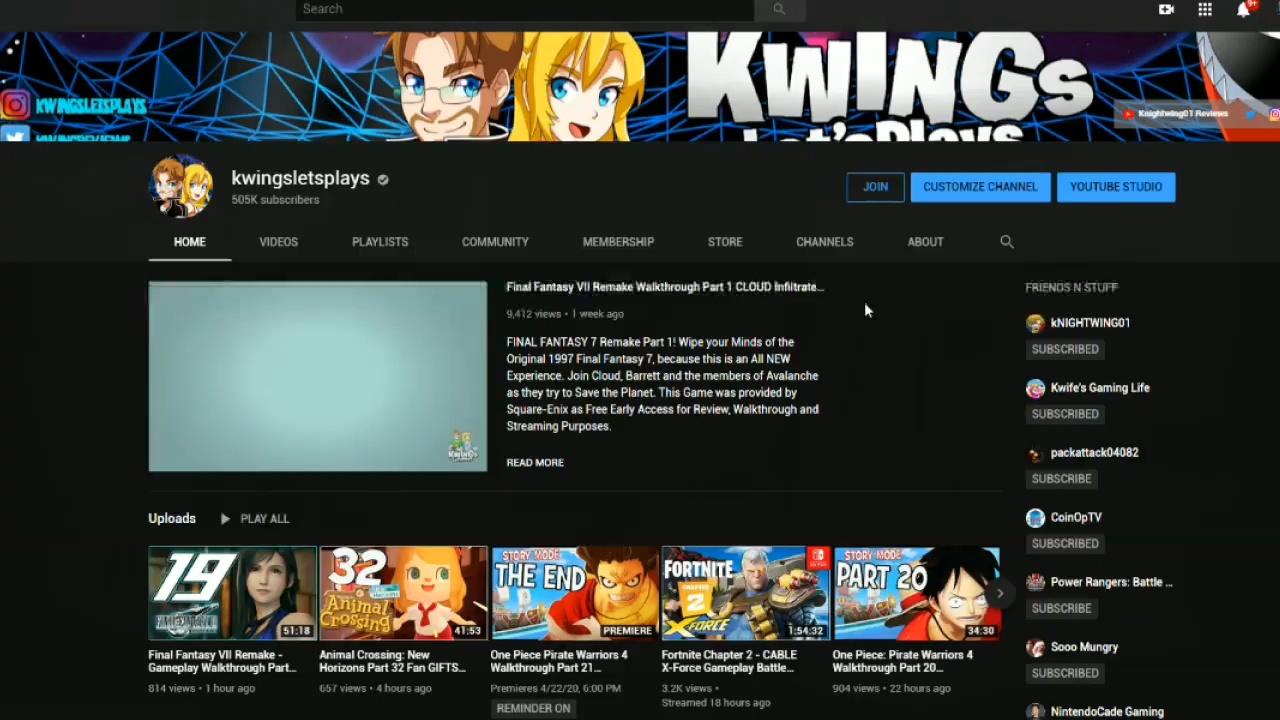 Search
9+
KWINGSLETSPLAYS
KWINGS
Let's Plays
Knightwing01 Reviews
kwingsletsplays
505K subscribers
JOIN
CUSTOMIZE CHANNEL
YOUTUBE STUDIO
HOME
VIDEOS
PLAYLISTS
COMMUNITY
MEMBERSHIP
STORE
CHANNELS
ABOUT
Final Fantasy VII Remake Walkthrough Part 1 CLOUD Infiltrate...
9,412 views • 1 week ago
FINAL FANTASY 7 Remake Part 1! Wipe your Minds of the
Original 1997 Final Fantasy 7, because this is an All NEW
Experience. Join Cloud, Barrett and the members of Avalanche
as they try to Save the Planet. This Game was provided by
Square-Enix as Free Early Access for Review, Walkthrough and
Streaming Purposes.
READ MORE
KWINGS
FRIENDS N STUFF
kNIGHTWING01
SUBSCRIBED
Kwife's Gaming Life
SUBSCRIBED
packattack04082
SUBSCRIBE
CoinOpTV
SUBSCRIBED
Power Rangers: Battle ...
SUBSCRIBE
Sooo Mungry
SUBSCRIBED
NintendoCade Gaming
Uploads
PLAY ALL
19
51:18
Final Fantasy VII Remake -
Gameplay Walkthrough Part...
814 views • 1 hour ago
32
Animal
Crossing
41:53
Animal Crossing: New
Horizons Part 32 Fan GIFTS...
657 views • 4 hours ago
STORY MODE
THE END
PREMIERE
One Piece Pirate Warriors 4
Walkthrough Part 21...
Premieres 4/22/20, 6:00 PM
REMINDER ON
FORTNITE
CHAPTER
2
X-FORCE
1:54:32
Fortnite Chapter 2 - CABLE
X-Force Gameplay Battle...
3.2K views •
Streamed 18 hours ago
STORY MODE
PART 20
34:30
One Piece: Pirate Warriors 4
Walkthrough Part 20...
904 views • 22 hours ago